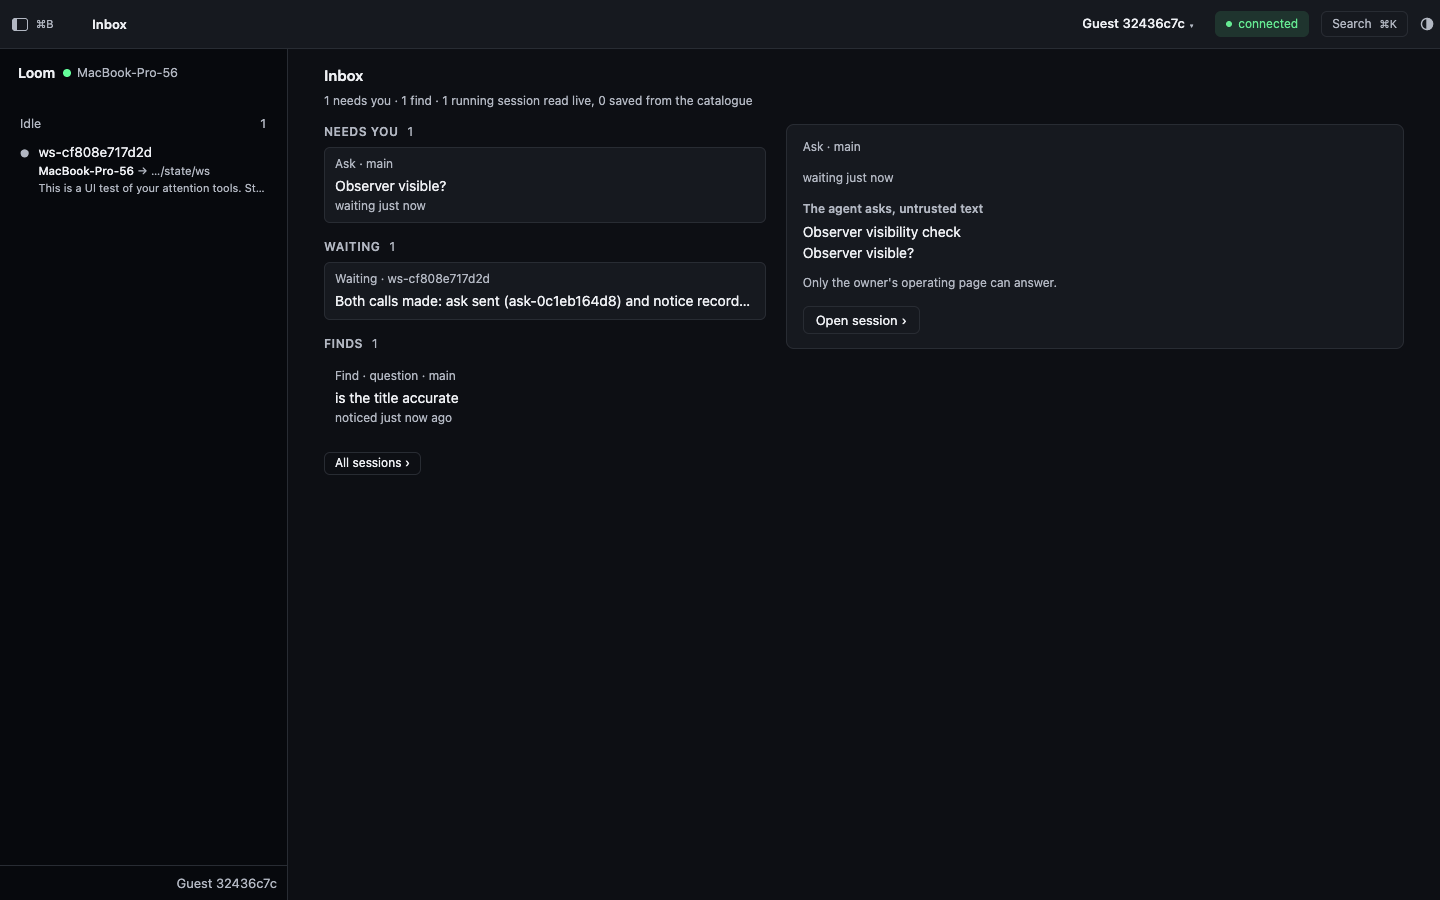 ⌘B
Inbox
Guest 32436c7c
connected
Search ⌘K
Loom MacBook-Pro-56
Idle 1
ws-cf808e717d2d
MacBook-Pro-56 → .../state/ws
This is a UI test of your attention tools. St...
Guest 32436c7c
Inbox
1 needs you · 1 find · 1 running session read live, 0 saved from the catalogue
NEEDS YOU 1
Ask · main
Observer visible?
waiting just now
WAITING 1
Waiting · ws-cf808e717d2d
Both calls made: ask sent (ask-0c1eb164d8) and notice record...
FINDS 1
Find · question · main
is the title accurate
noticed just now ago
All sessions ›
Ask · main
waiting just now
The agent asks, untrusted text
Observer visibility check
Observer visible?
Only the owner's operating page can answer.
Open session ›